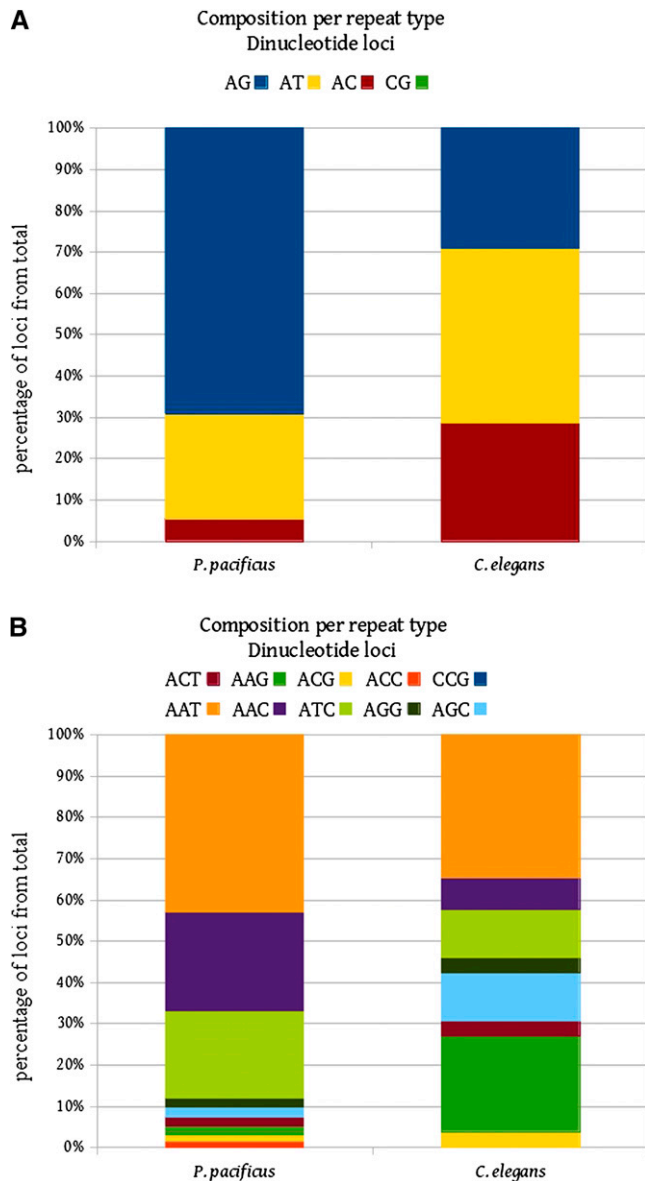 A
Composition per repeat type
Dinucleotide loci
AG AT AC CG
percentage of loci from total
100%
90%
80%
70%
60%
50%
40%
30%
20%
10%
0%
P. pacificus C. elegans
B
Composition per repeat type
Dinucleotide loci
ACT AAG ACG ACC CCG
AAT AAC ATC AGG AGC
percentage of loci from total
100%
90%
80%
70%
60%
50%
40%
30%
20%
10%
0%
P. pacificus C. elegans